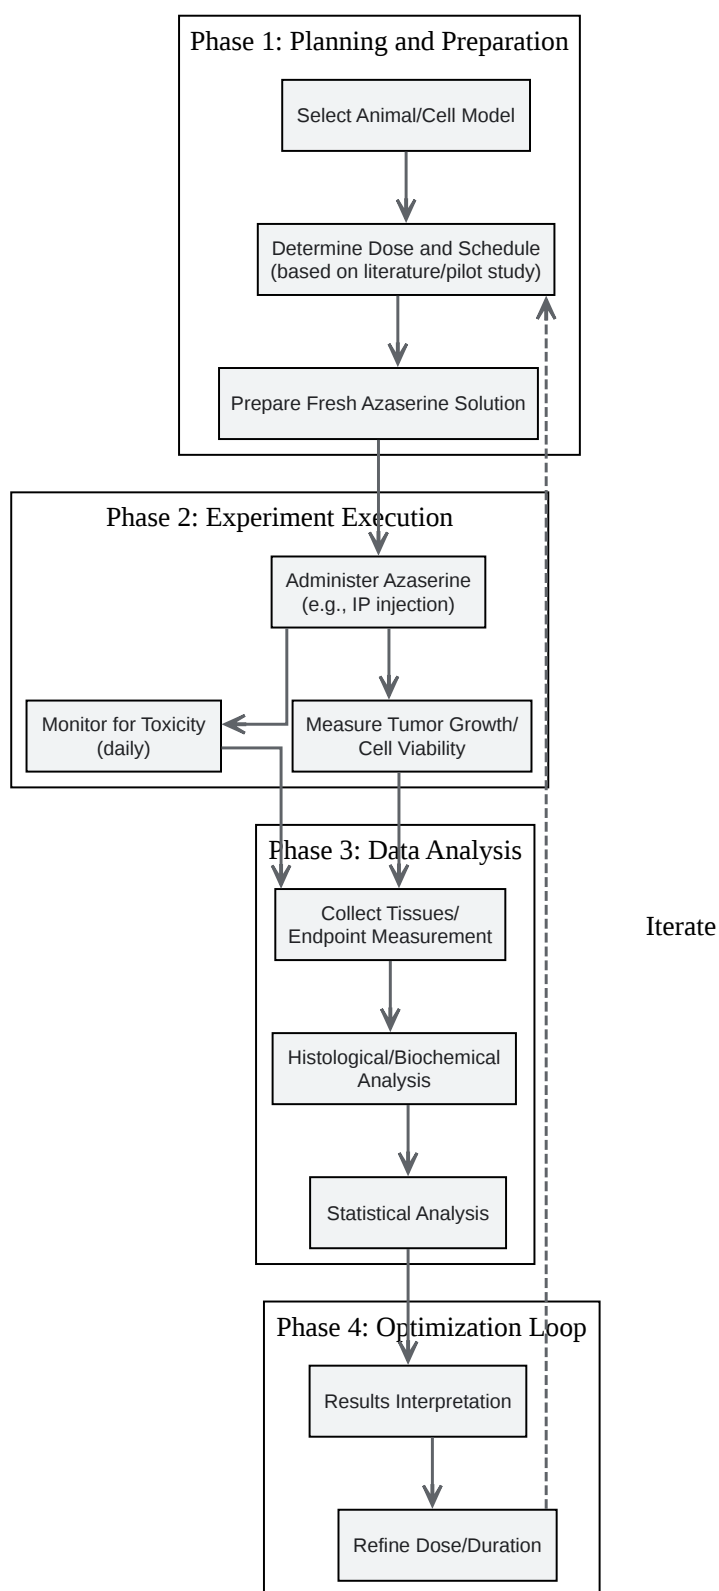 Phase 1: Planning and Preparation
Select Animal/Cell Model
Determine Dose and Schedule
(based on literature/pilot study)
Prepare Fresh Azaserine Solution
Phase 2: Experiment Execution
Administer Azaserine
(e.g., IP injection)
Monitor for Toxicity
(daily)
Measure Tumor Growth/
Cell Viability
Phase 3: Data Analysis
Collect Tissues/
Endpoint Measurement
Iterate
Histological/Biochemical
Analysis
Statistical Analysis
Phase 4: Optimization Loop
Results Interpretation
Refine Dose/Duration